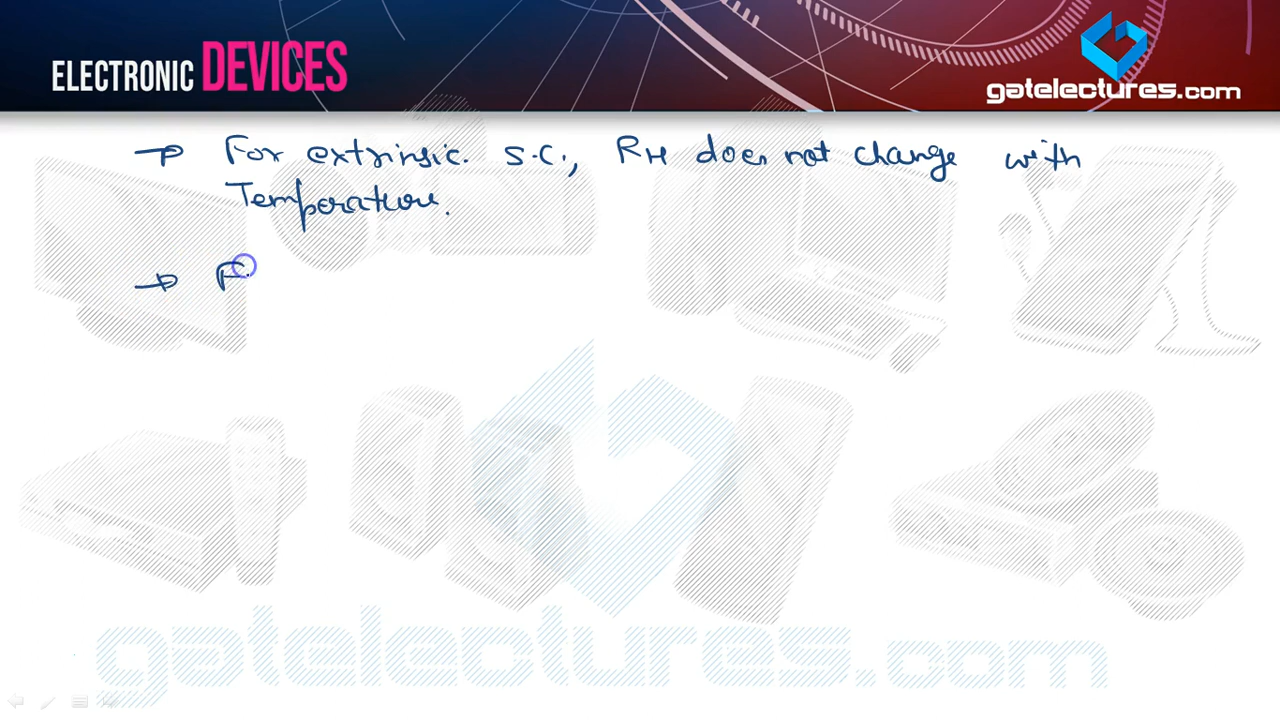 ELECTRONIC DEVICES
gatelectures.com
→ For extrinsic. S.C., RH does not change with
Temperature.
→ F
gatelectures.com